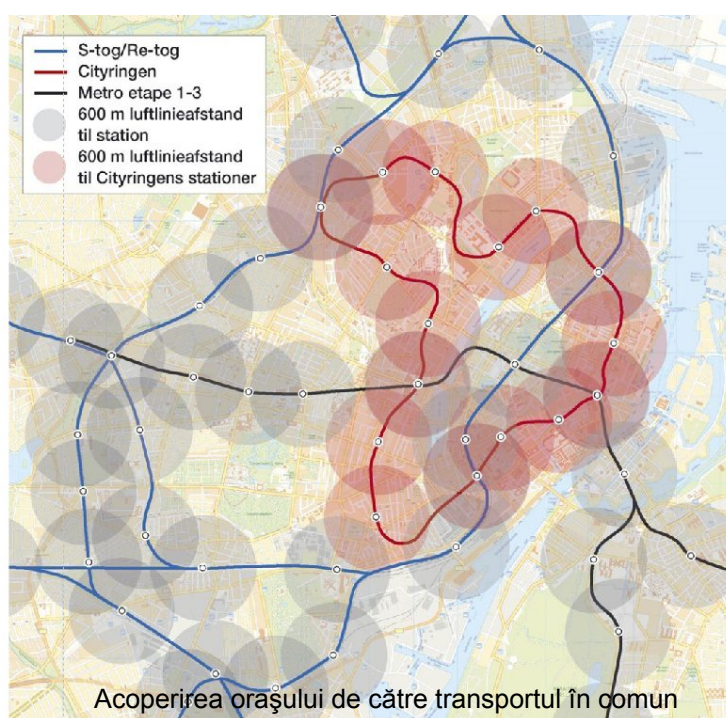 S-tog/Re-tog
Cityringen
Metro etape 1-3
600 m luftlinieafstand
til station
600 m luftlinieafstand
til Cityringens stationer
Acoperirea oraşului de către transportul în comun